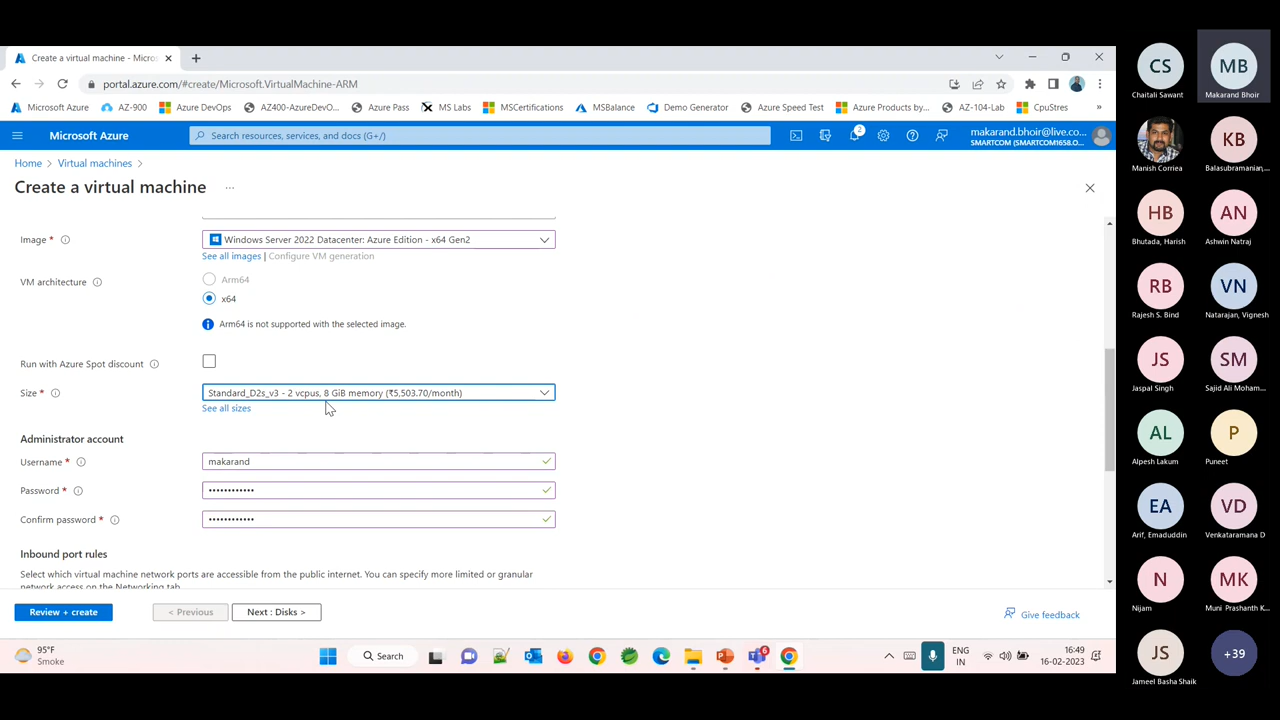 Create a virtual machine - Micros
portal.azure.com/#create/Microsoft.VirtualMachine-ARM
Microsoft Azure
AZ-900
Azure DevOps
AZ400-AzureDevO...
Azure Pass
MS Labs
MSCertifications
MSBalance
Demo Generator
Azure Speed Test
Azure Products by...
AZ-104-Lab
CpuStres
»
Microsoft Azure
Search resources, services, and docs (G+/)
2
makarand.bhoir@live.co...
SMARTCOM (SMARTCOM1658.O...
Home > Virtual machines >
Create a virtual machine ...
Image *
Windows Server 2022 Datacenter: Azure Edition - x64 Gen2
See all images | Configure VM generation
VM architecture
Arm64
x64
Arm64 is not supported with the selected image.
Run with Azure Spot discount
Size *
Standard_D2s_v3 - 2 vcpus, 8 GiB memory (₹5,503.70/month)
See all sizes
Administrator account
Username *
makarand
Password *
••••••••••••
Confirm password *
••••••••••••
Inbound port rules
Select which virtual machine network ports are accessible from the public internet. You can specify more limited or granular
network access on the Networking tab.
Review + create
< Previous
Next : Disks >
Give feedback
95°F
Smoke
Search
6
ENG
IN
16:49
16-02-2023
CS
Chaitali Sawant
MB
Makarand Bhoir
Manish Corriea
KB
Balasubramanian,...
HB
Bhutada, Harish
AN
Ashwin Natraj
RB
Rajesh S. Bind
VN
Natarajan, Vignesh
JS
Jaspal Singh
SM
Sajid Ali Moham...
AL
Alpesh Lakum
P
Puneet
EA
Arif, Emaduddin
VD
Venkataramana D
N
Nijam
MK
Muni Prashanth K...
JS
Jameel Basha Shaik
+39